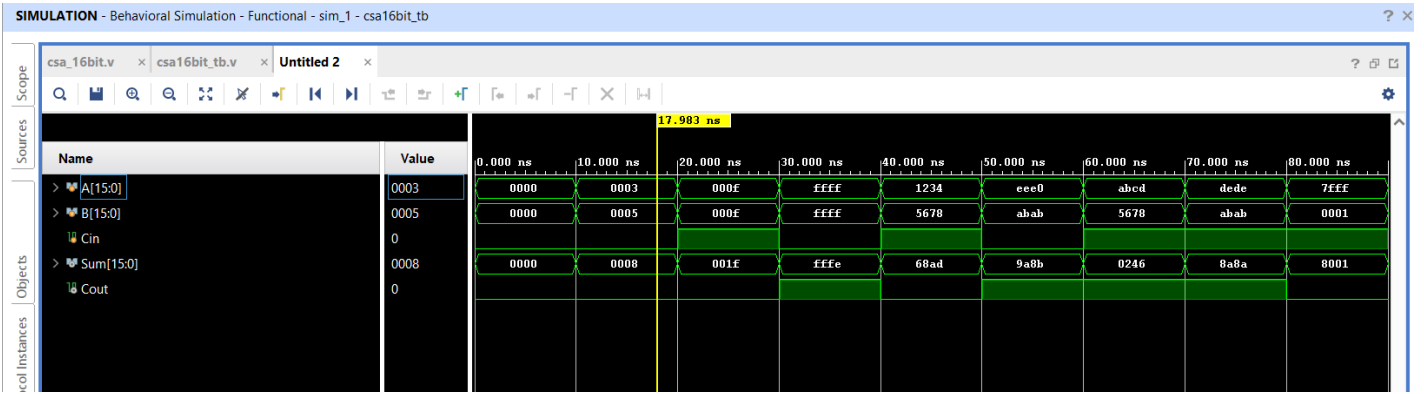 SIMULATION - Behavioral Simulation - Functional - sim_1 - csa16bit_tb ? ×
csa_16bit.v × csa16bit_tb.v × Untitled 2 × ?
Scope
Sources
Objects
col Instances
17.983 ns
Name Value 0.000 ns 10.000 ns 20.000 ns 30.000 ns 40.000 ns 50.000 ns 60.000 ns 70.000 ns 80.000 ns
> A[15:0] 0003 0000 0003 000f ffff 1234 eee0 abcd dede 7fff
> B[15:0] 0005 0000 0005 000f ffff 5678 abab 5678 abab 0001
Cin 0
> Sum[15:0] 0008 0000 0008 001f fffe 68ad 9a8b 0246 8a8a 8001
Cout 0